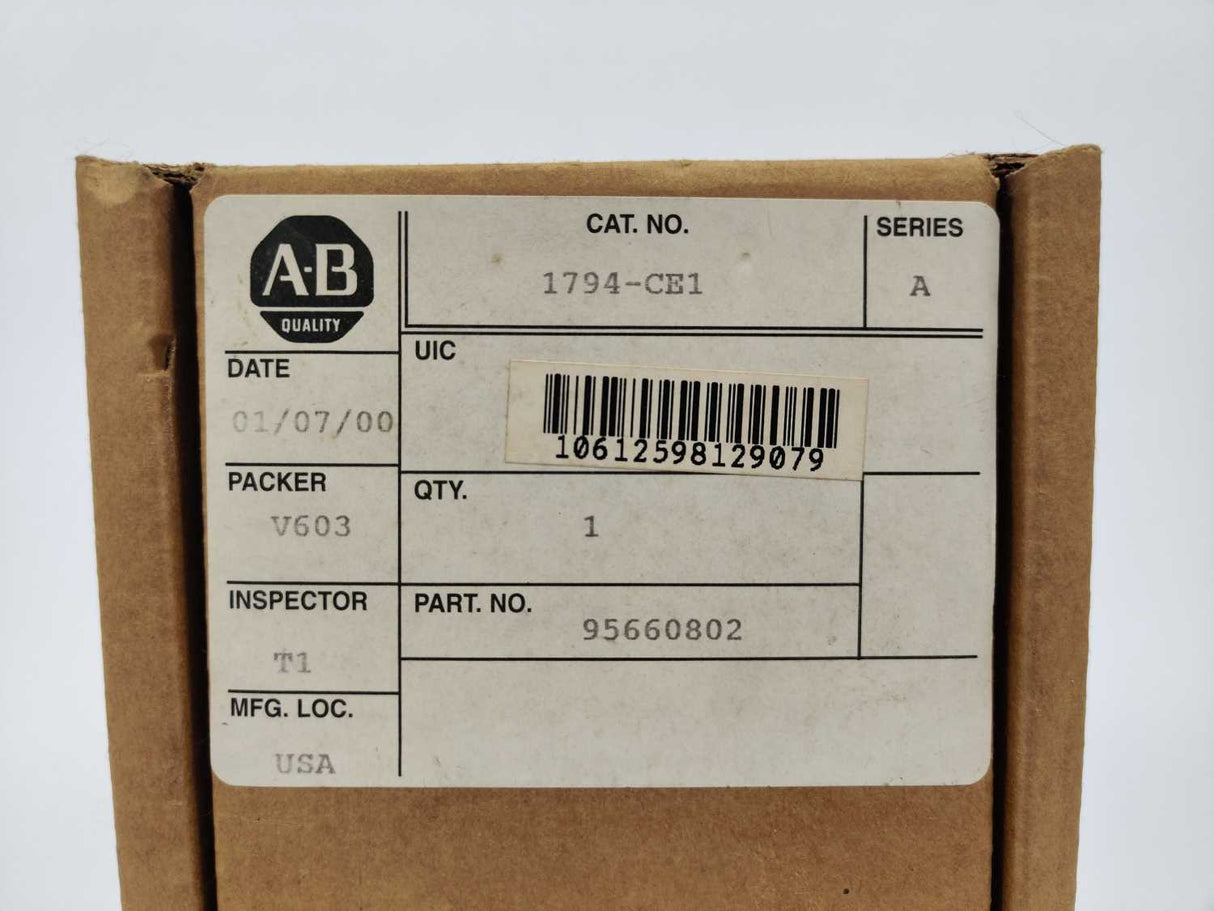 A·B
QUALITY
CAT. NO.
1794-CE1
SERIES
A
DATE
01/07/00
UIC
10612598129079
PACKER
V603
QTY.
1
INSPECTOR
T1
PART. NO.
95660802
MFG. LOC.
USA